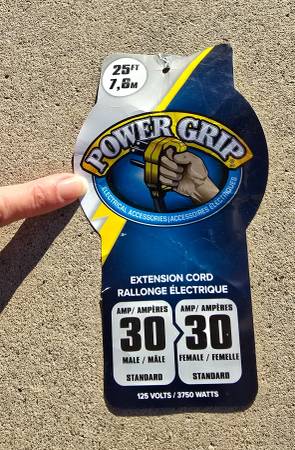 25FT
7,6M
POWER GRIP®
ELECTRICAL ACCESSORIES | ACCESSOIRES ÉLECTRIQUES
EXTENSION CORD
RALLONGE ÉLECTRIQUE
AMP/ AMPÈRES
30
MALE / MÂLE
STANDARD
AMP/ AMPÈRES
30
FEMALE / FEMELLE
STANDARD
125 VOLTS / 3750 WATTS